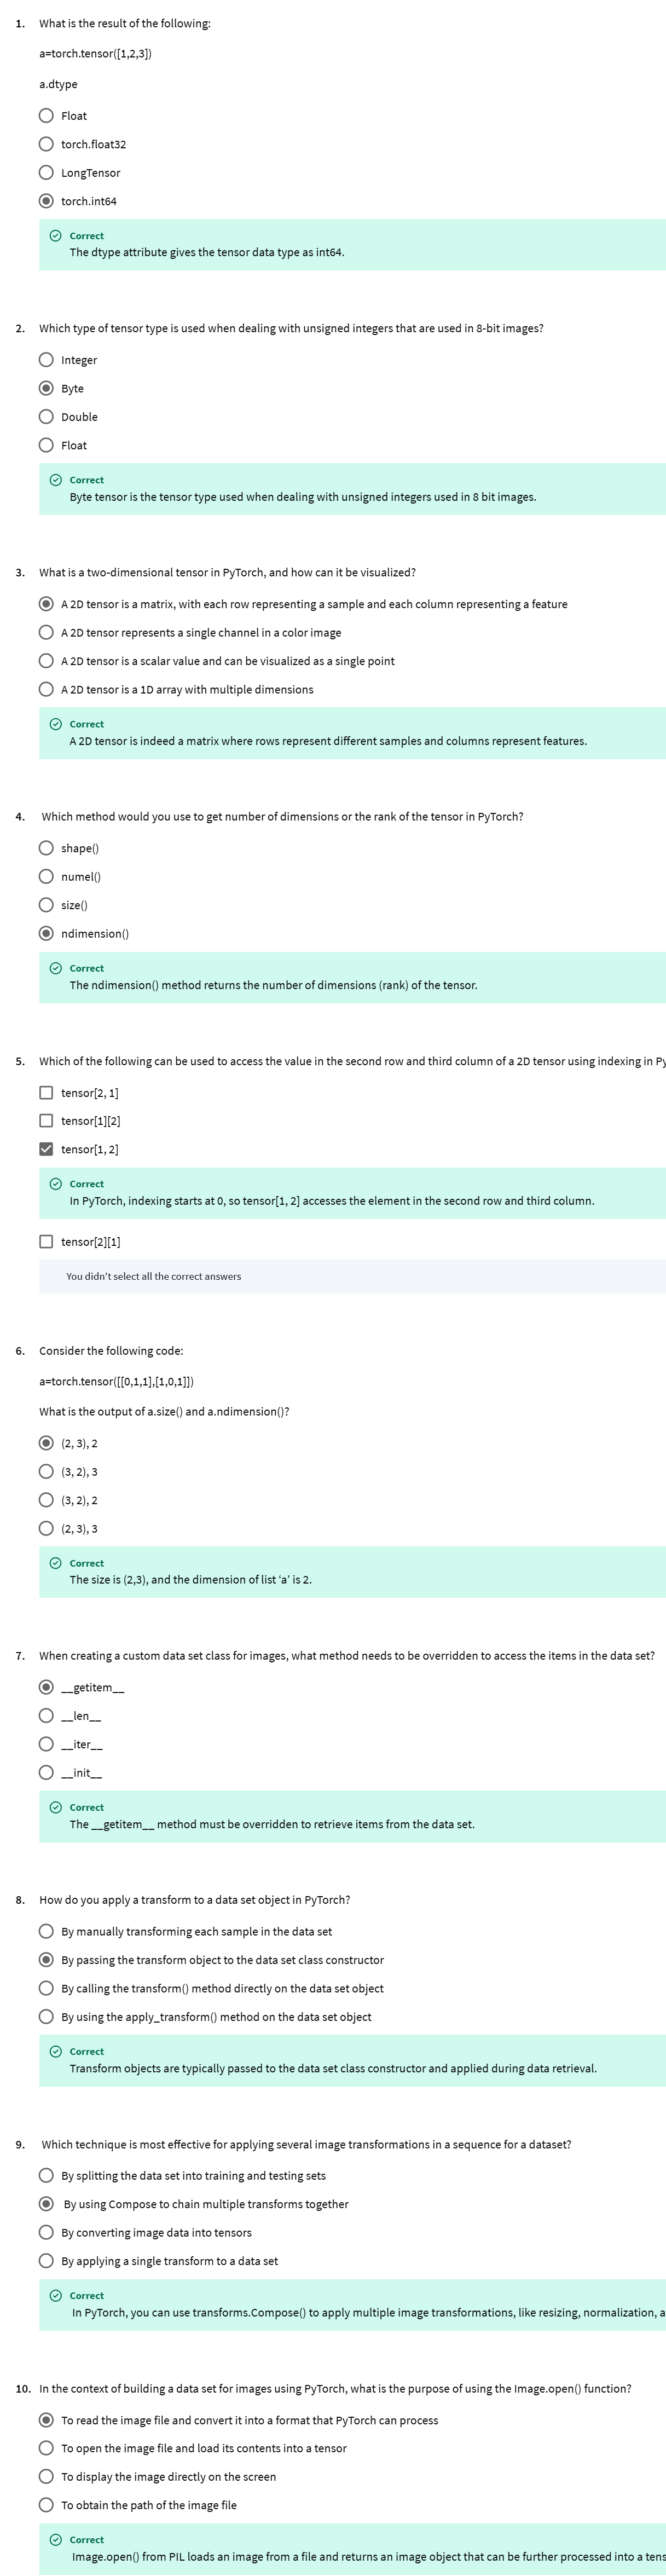 1. What is the result of the following:
a=torch.tensor([1,2,3])
a.dtype
Float
torch.float32
LongTensor
torch.int64
Correct
The dtype attribute gives the tensor data type as int64.
2. Which type of tensor type is used when dealing with unsigned integers that are used in 8-bit images?
Integer
Byte
Double
Float
Correct
Byte tensor is the tensor type used when dealing with unsigned integers used in 8 bit images.
3. What is a two-dimensional tensor in PyTorch, and how can it be visualized?
A 2D tensor is a matrix, with each row representing a sample and each column representing a feature
A 2D tensor represents a single channel in a color image
A 2D tensor is a scalar value and can be visualized as a single point
A 2D tensor is a 1D array with multiple dimensions
Correct
A 2D tensor is indeed a matrix where rows represent different samples and columns represent features.
4. Which method would you use to get number of dimensions or the rank of the tensor in PyTorch?
shape()
numel()
size()
ndimension()
Correct
The ndimension() method returns the number of dimensions (rank) of the tensor.
5. Which of the following can be used to access the value in the second row and third column of a 2D tensor using indexing in Py
tensor[2, 1]
tensor[1][2]
tensor[1, 2]
Correct
In PyTorch, indexing starts at 0, so tensor[1, 2] accesses the element in the second row and third column.
tensor[2][1]
You didn't select all the correct answers
6. Consider the following code:
a=torch.tensor([[0,1,1],[1,0,1]])
What is the output of a.size() and a.ndimension()?
(2, 3), 2
(3, 2), 3
(3, 2), 2
(2, 3), 3
Correct
The size is (2,3), and the dimension of list ‘a’ is 2.
7. When creating a custom data set class for images, what method needs to be overridden to access the items in the data set?
__getitem__
__len__
__iter__
__init__
Correct
The __getitem__ method must be overridden to retrieve items from the data set.
8. How do you apply a transform to a data set object in PyTorch?
By manually transforming each sample in the data set
By passing the transform object to the data set class constructor
By calling the transform() method directly on the data set object
By using the apply_transform() method on the data set object
Correct
Transform objects are typically passed to the data set class constructor and applied during data retrieval.
9. Which technique is most effective for applying several image transformations in a sequence for a dataset?
By splitting the data set into training and testing sets
By using Compose to chain multiple transforms together
By converting image data into tensors
By applying a single transform to a data set
Correct
In PyTorch, you can use transforms.Compose() to apply multiple image transformations, like resizing, normalization, a
10. In the context of building a data set for images using PyTorch, what is the purpose of using the Image.open() function?
To read the image file and convert it into a format that PyTorch can process
To open the image file and load its contents into a tensor
To display the image directly on the screen
To obtain the path of the image file
Correct
Image.open() from PIL loads an image from a file and returns an image object that can be further processed into a tens